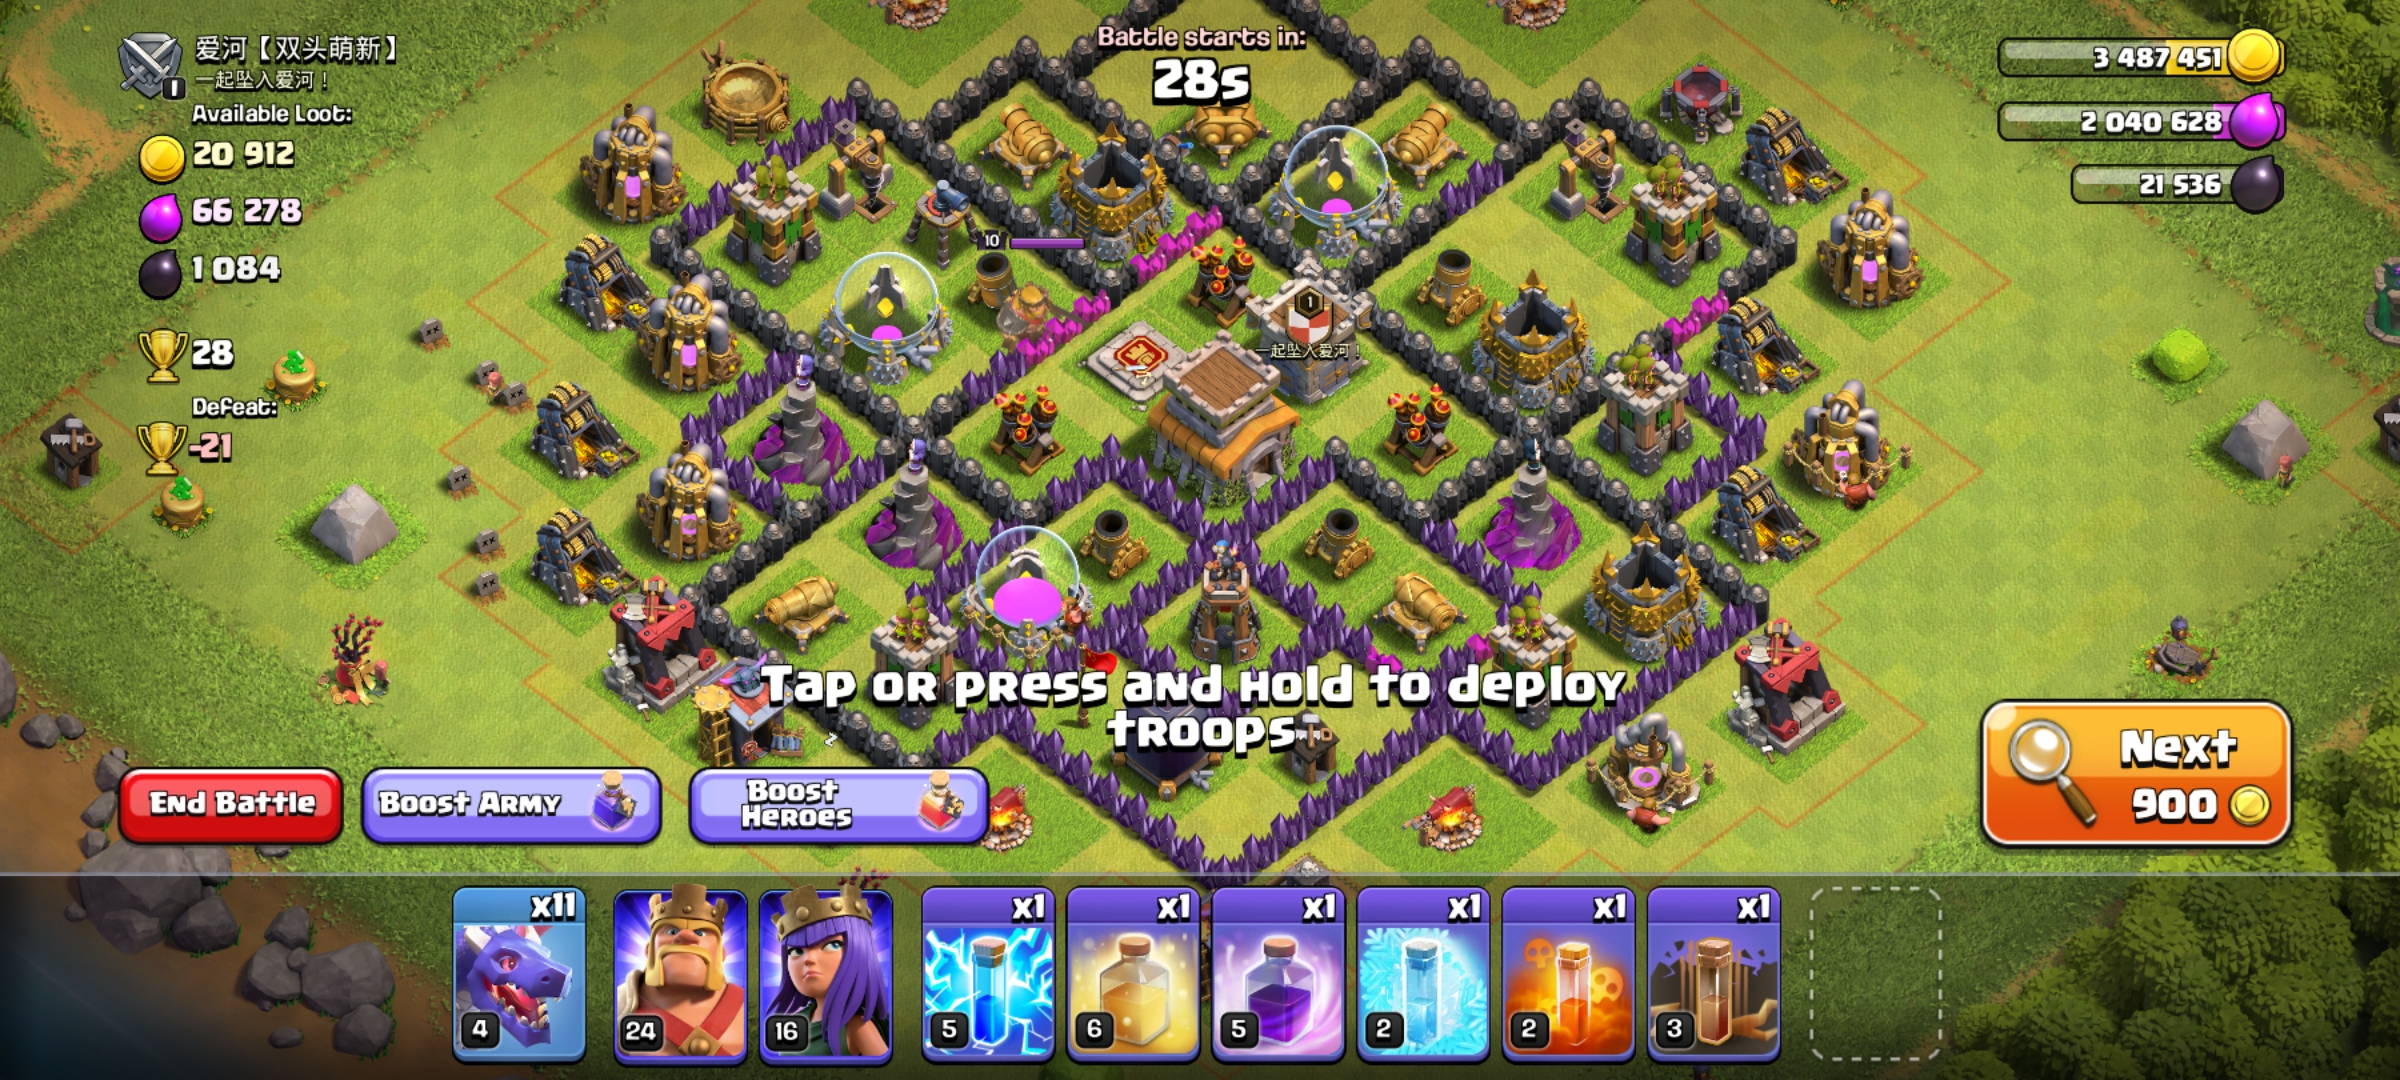 爱河【双头萌新】
一起坠入爱河！
1
Available Loot:
20 912
66 278
1 084
28
Defeat:
-21
Battle starts in:
28s
3 487 451
2 040 628
21 536
10
1
一起坠入爱河！
Tap or press and hold to deploy
troops
End Battle
Boost Army
Boost
Heroes
Next
900
x11
x1
x1
x1
x1
x1
x1
4
24
16
5
6
5
2
2
3